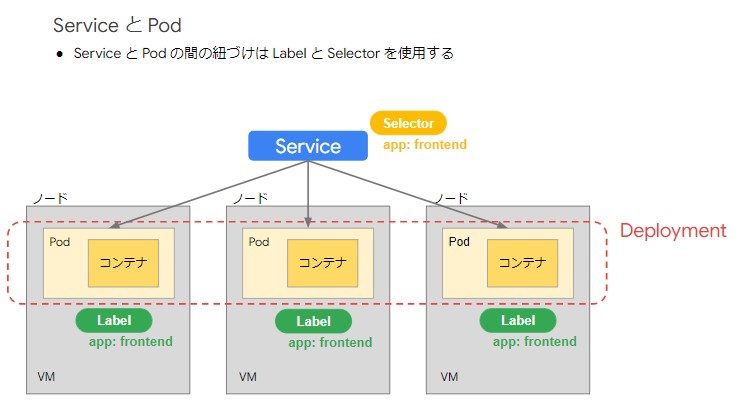 Service と Pod
● Service と Pod の間の紐づけは Label と Selector を使用する
Selector
Service
app: frontend
ノード
ノード
ノード
Deployment
Pod
コンテナ
Pod
コンテナ
Pod
コンテナ
Label
app: frontend
Label
app: frontend
Label
app: frontend
VM
VM
VM